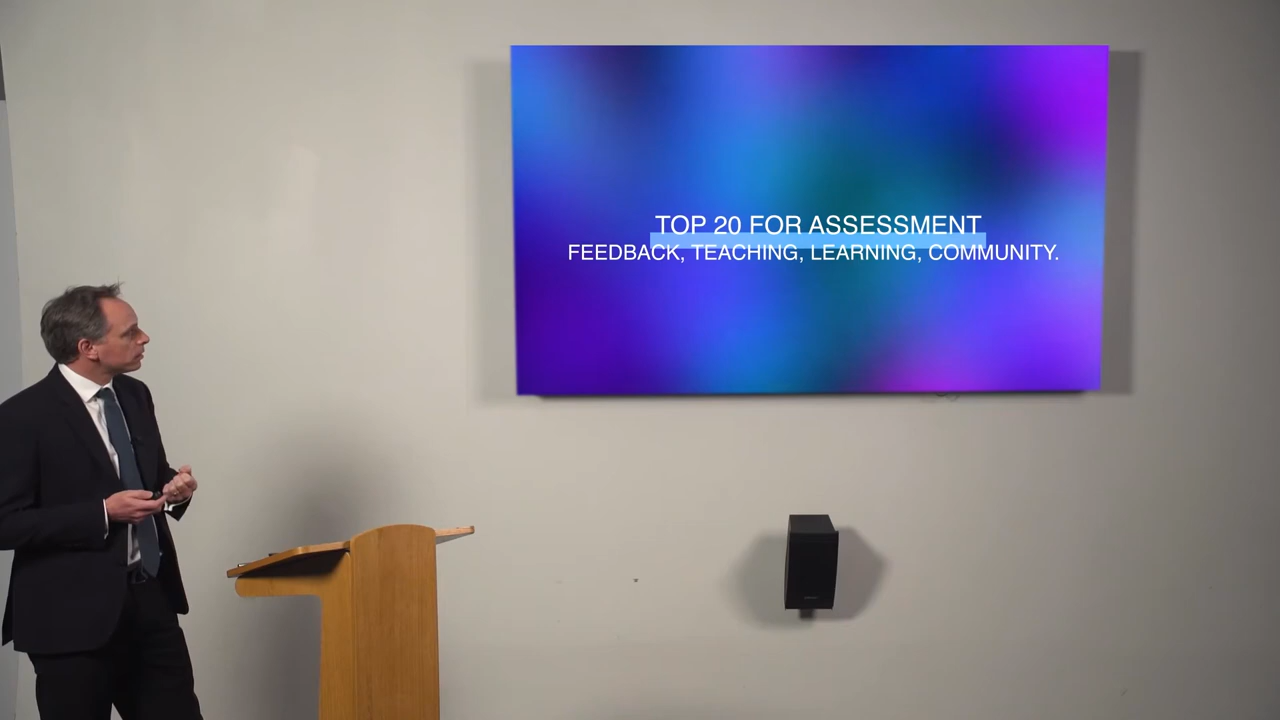 TOP 20 FOR ASSESSMENT
FEEDBACK, TEACHING, LEARNING, COMMUNITY.